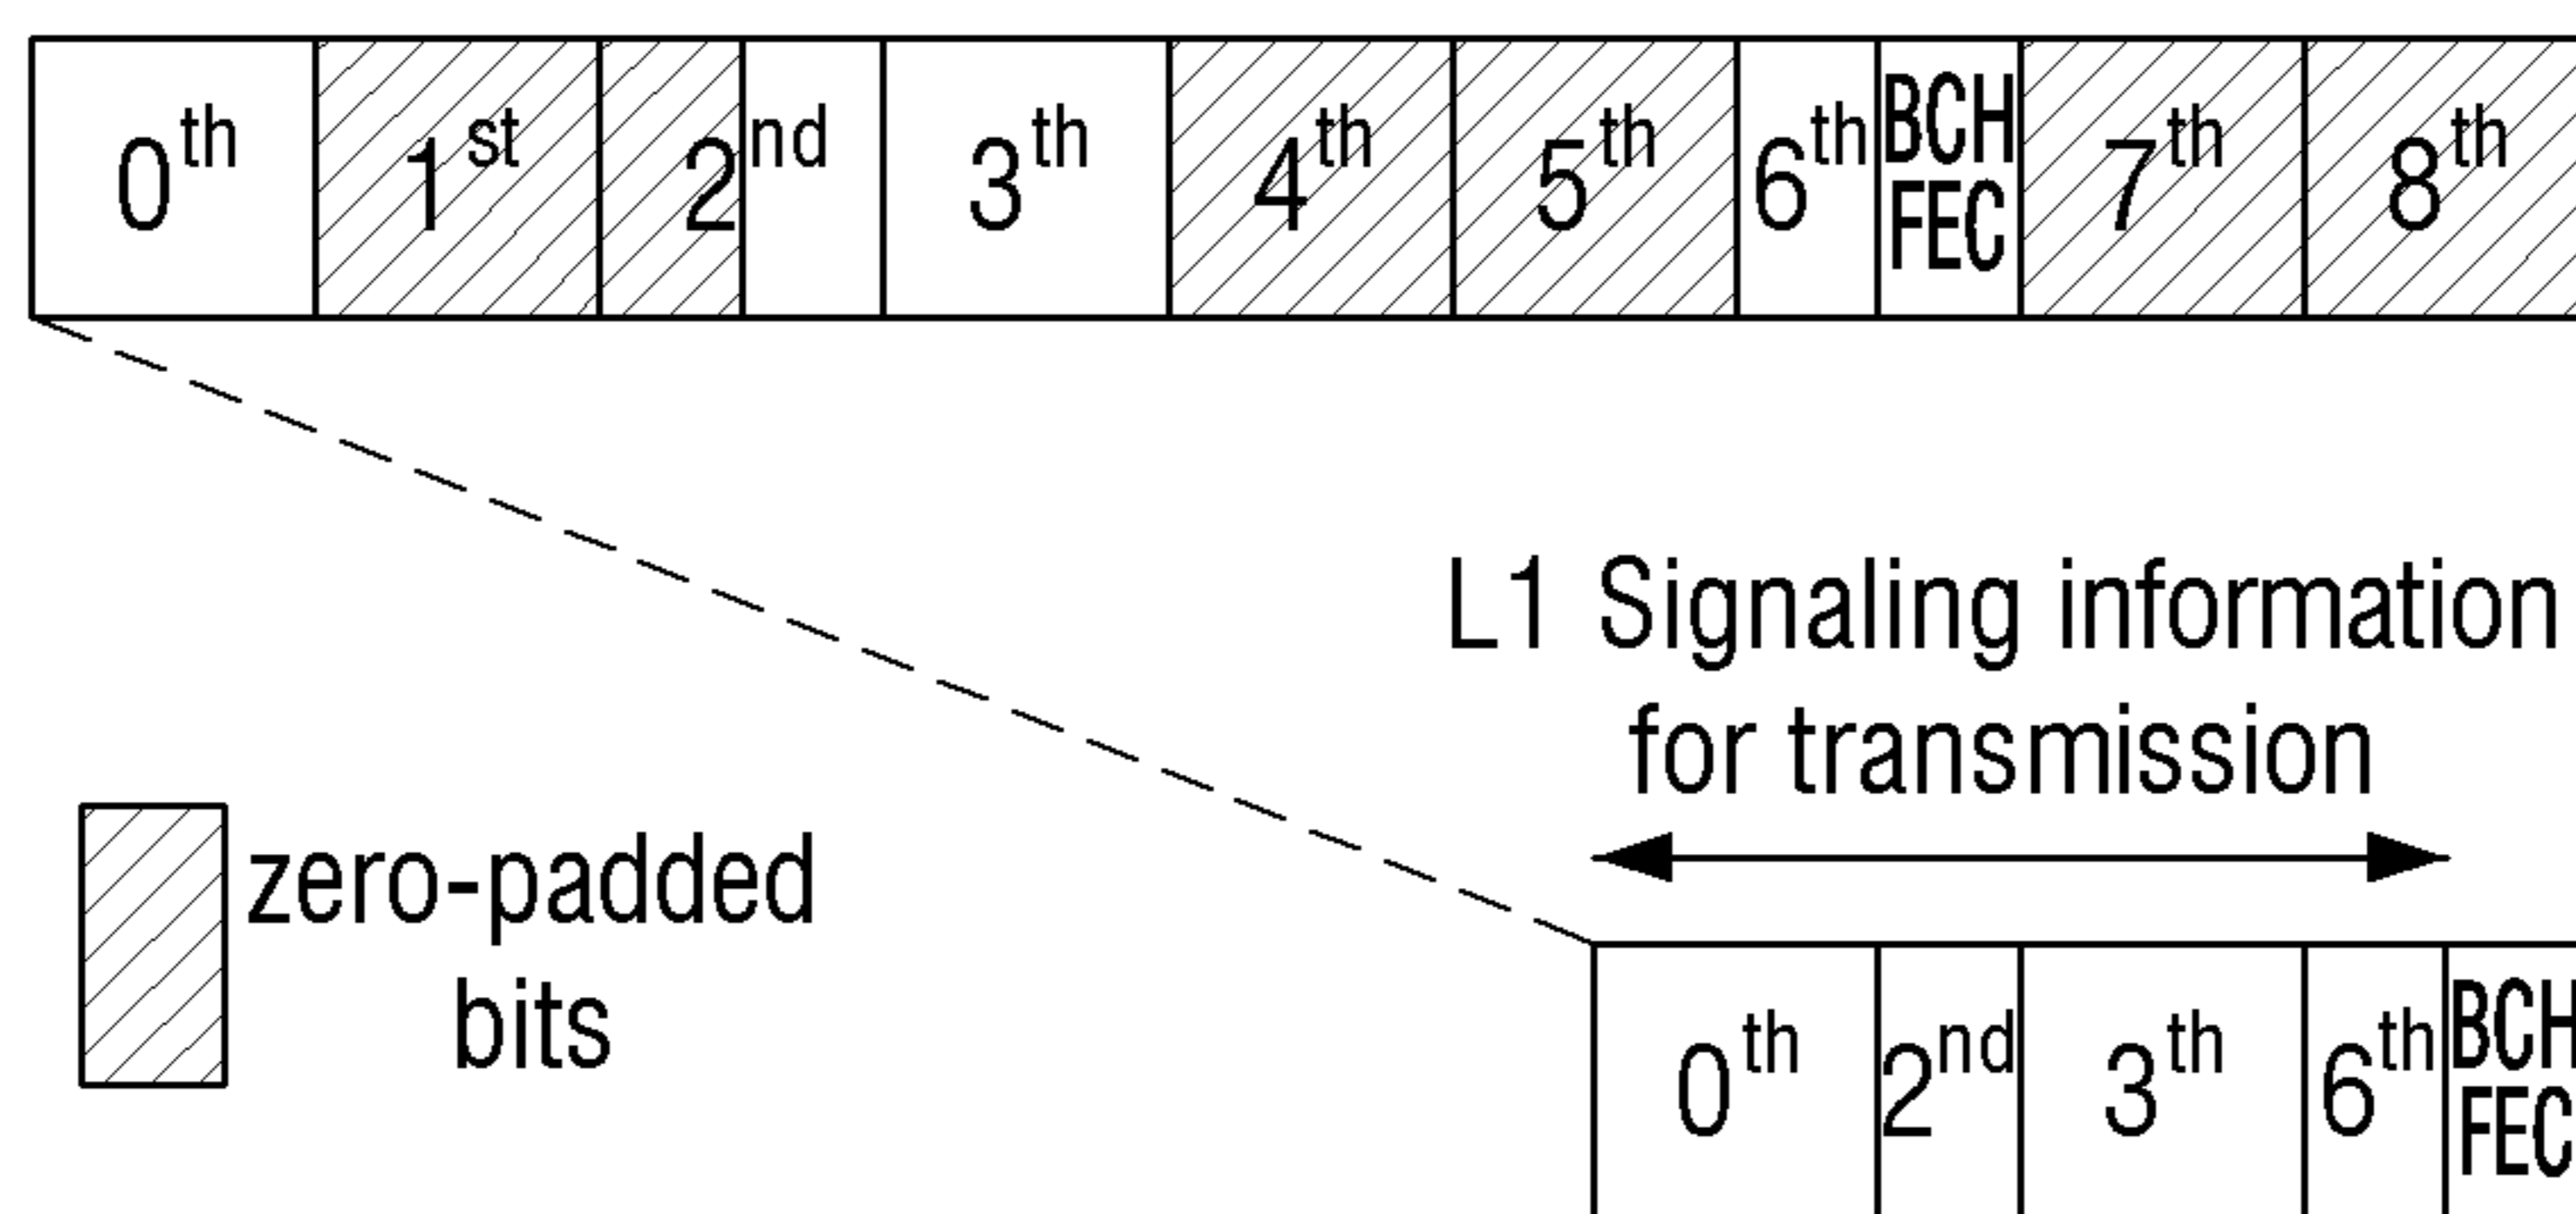 0th 1st 2nd 3th 4th 5th 6th BCH FEC 7th 8th
L1 Signaling information
for transmission
zero-padded
bits
0th 2nd 3th 6th BCH FEC